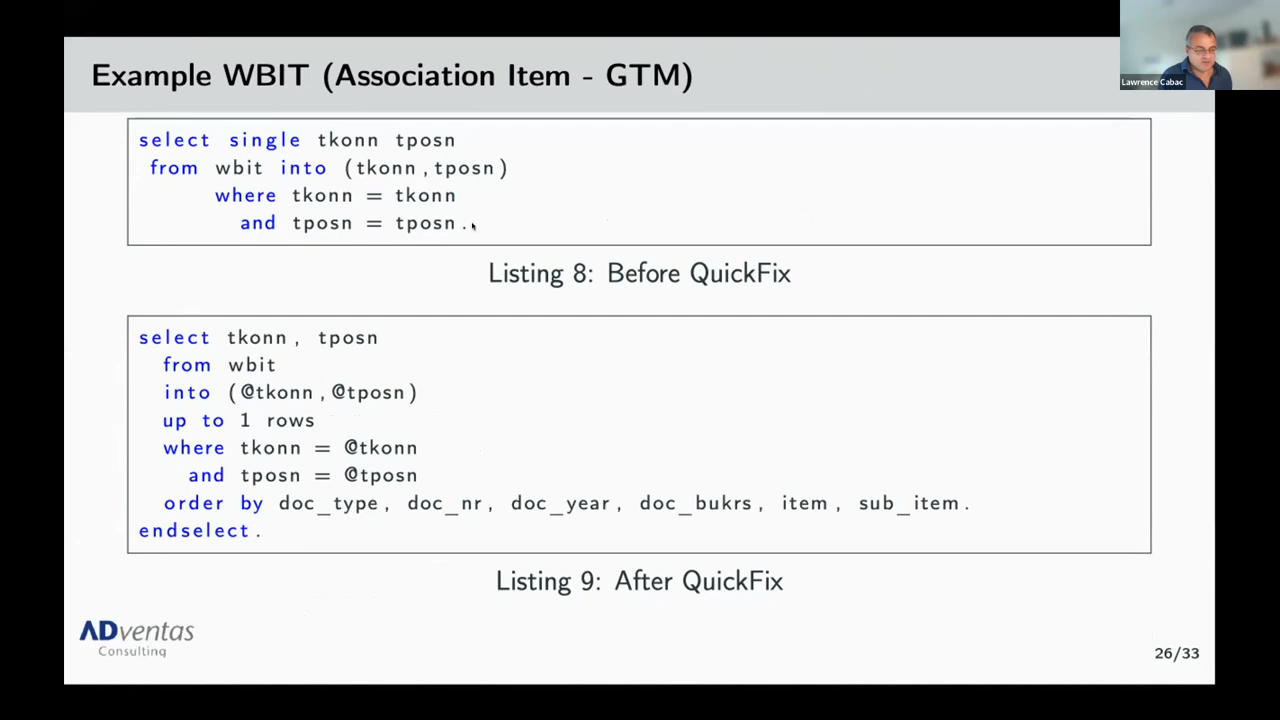 Lawrence Cabac
Example WBIT (Association Item - GTM)
select single tkonn tposn
from wbit into (tkonn,tposn)
where tkonn = tkonn
and tposn = tposn.
Listing 8: Before QuickFix
select tkonn, tposn
from wbit
into (@tkonn,@tposn)
up to 1 rows
where tkonn = @tkonn
and tposn = @tposn
order by doc_type, doc_nr, doc_year, doc_bukrs, item, sub_item.
endselect.
Listing 9: After QuickFix
ADventas
Consulting
26/33